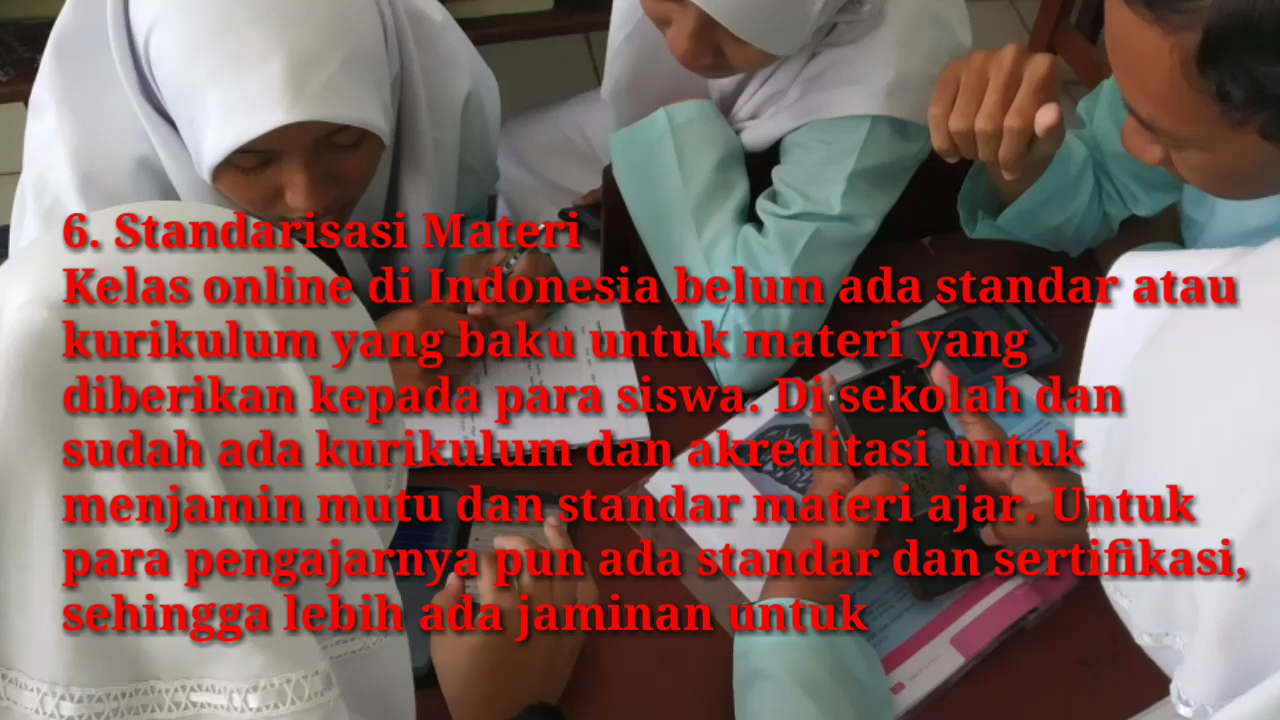 6. Standarisasi Materi
Kelas online di Indonesia belum ada standar atau
kurikulum yang baku untuk materi yang
diberikan kepada para siswa. Di sekolah dan
sudah ada kurikulum dan akreditasi untuk
menjamin mutu dan standar materi ajar. Untuk
para pengajarnya pun ada standar dan sertifikasi,
sehingga lebih ada jaminan untuk